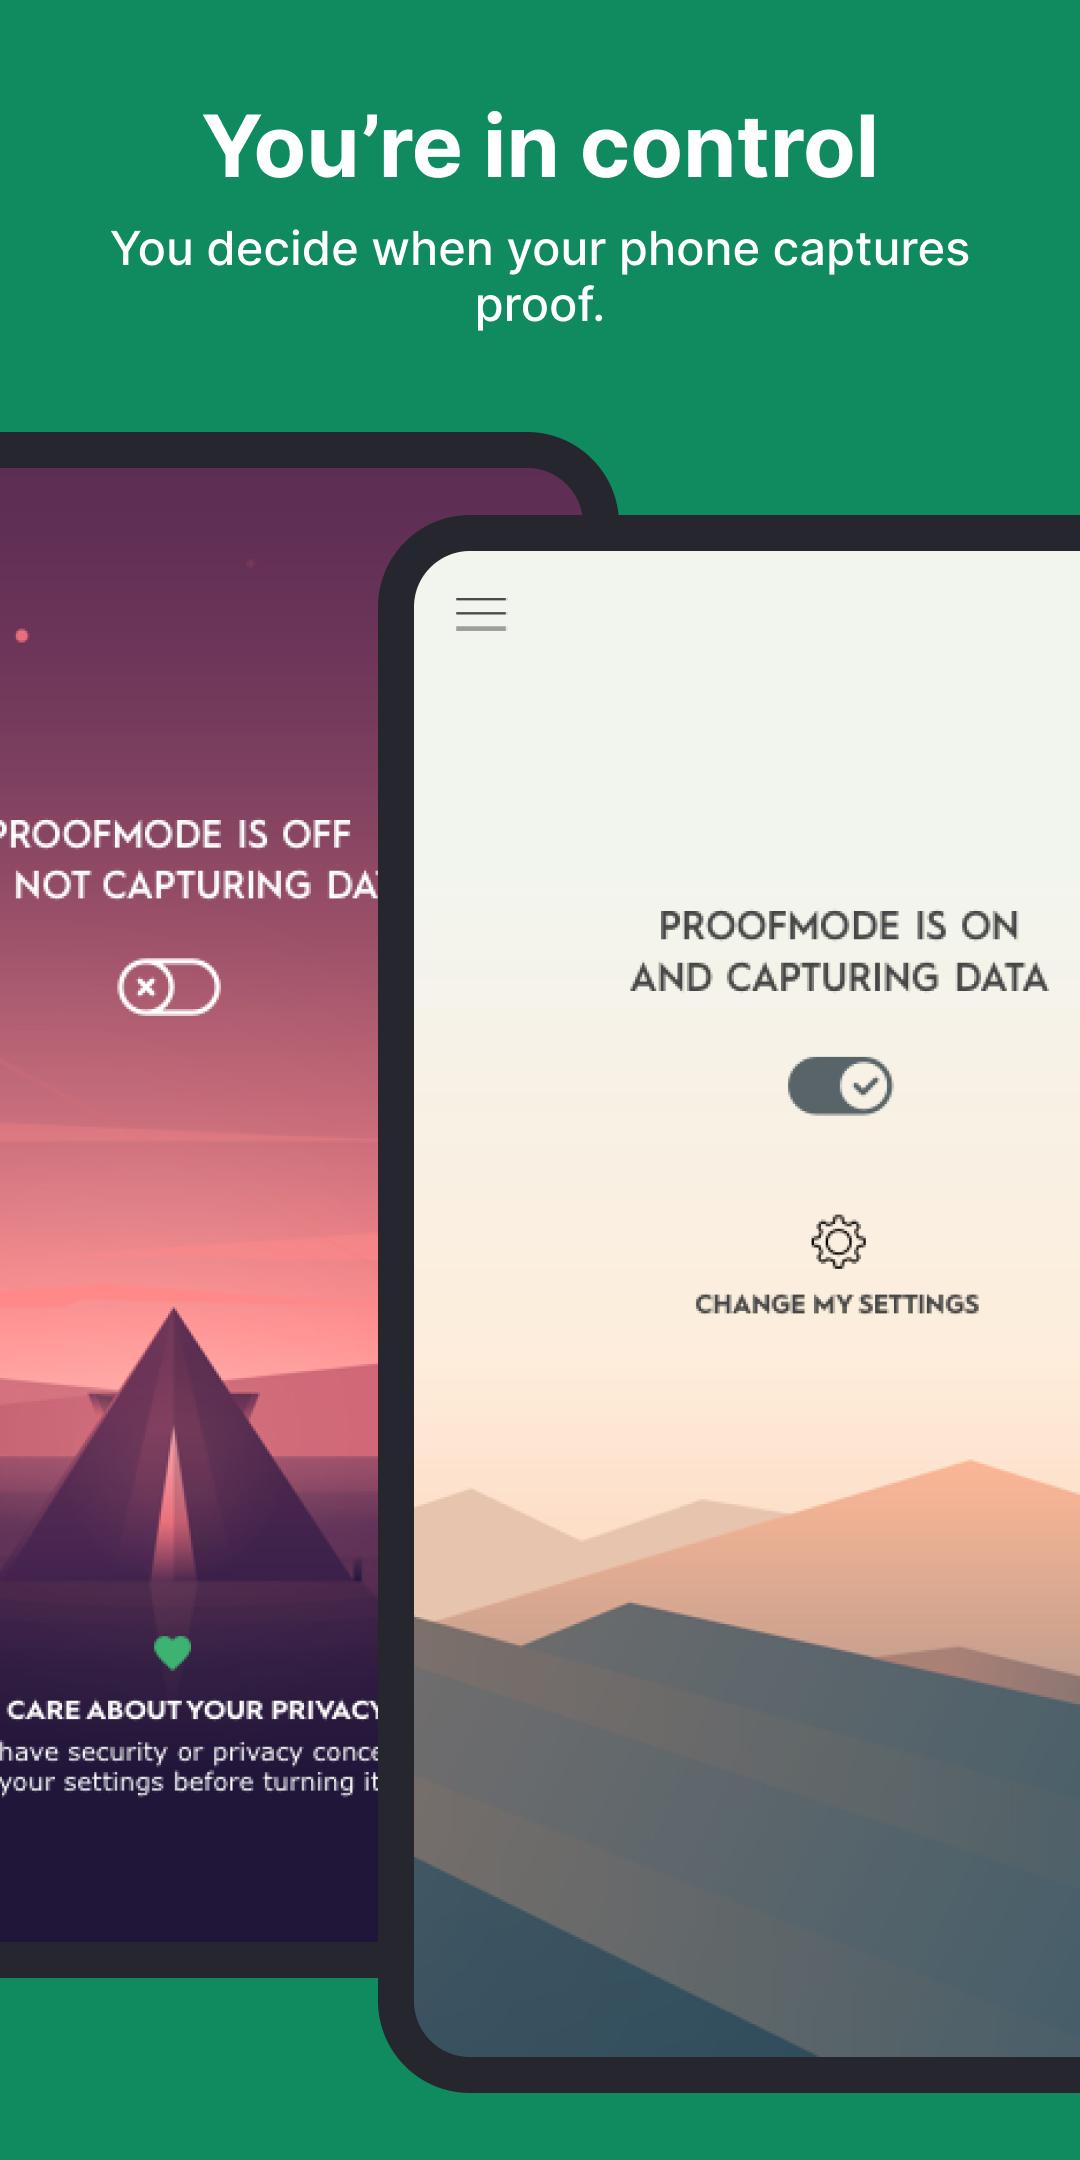 You’re in control
You decide when your phone captures
proof.
PROOFMODE IS OFF
NOT CAPTURING
CARE ABOUT YOUR PRIVACY
have security or privacy
your settings before turning it
PROOFMODE IS ON
AND CAPTURING DATA
CHANGE MY SETTINGS